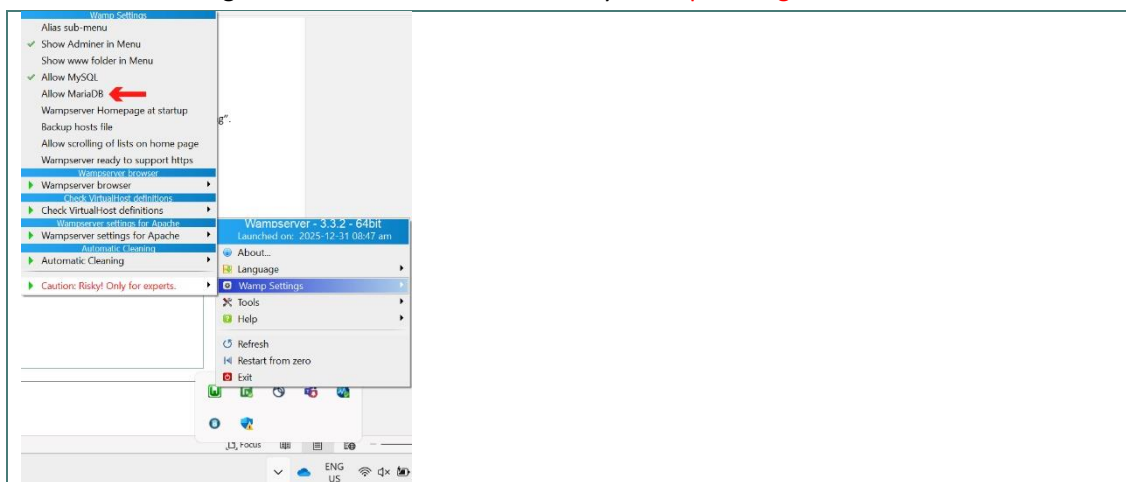 Wamp Settings
Alias sub-menu
Show Adminer in Menu
Show www folder in Menu
Allow MySQL
Allow MariaDB
Wampserver Homepage at startup
Backup hosts file
Allow scrolling of lists on home page
Wampserver ready to support https
Wampserver browser
Wampserver browser
Check VirtualHost definitions
Check VirtualHost definitions
Wampserver settings for Apache
Wampserver settings for Apache
Automatic Cleaning
Automatic Cleaning
Caution: Risky! Only for experts.
g".
Wampserver - 3.3.2 - 64bit
Launched on: 2025-12-31 08:47 am
About...
Language
Wamp Settings
Tools
Help
Refresh
Restart from zero
Exit
Focus
ENG
US